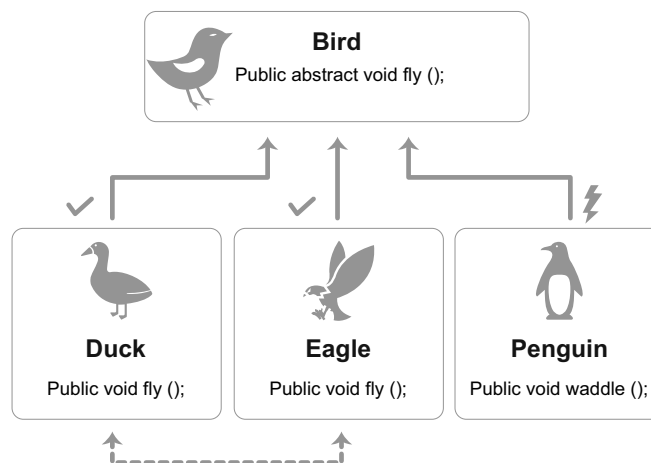 Bird
Public abstract void fly ();
Duck
Public void fly ();
Eagle
Public void fly ();
Penguin
Public void waddle ();